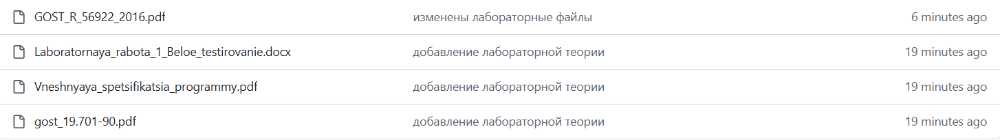 GOST_R_56922_2016.pdf изменены лабораторные файлы 6 minutes ago
Laboratornaya_rabota_1_Beloe_testirovanie.docx добавление лабораторной теории 19 minutes ago
Vneshnyaya_spetsifikatsia_programmy.pdf добавление лабораторной теории 19 minutes ago
gost_19.701-90.pdf добавление лабораторной теории 19 minutes ago